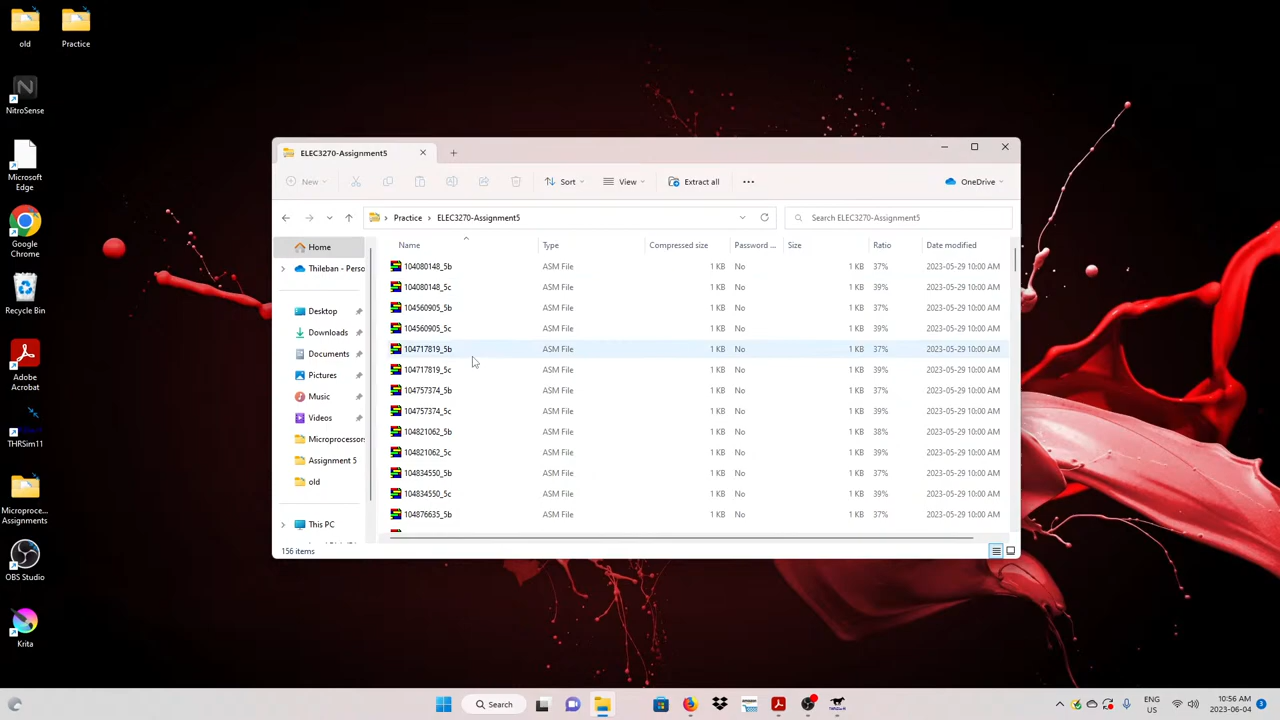 old
Practice
NitroSense
Microsoft
Edge
Google
Chrome
Recycle Bin
Adobe
Acrobat
THRSim11
Microproce...
Assignments
OBS Studio
Krita
ELEC3270-Assignment5
New
Sort
View
Extract all
OneDrive
Practice
ELEC3270-Assignment5
Search ELEC3270-Assignment5
Home
Thileban - Perso
Desktop
Downloads
Documents
Pictures
Music
Videos
Microprocessors
Assignment 5
old
This PC
Name Type Compressed size Password ... Size Ratio Date modified
104080148_5b ASM File 1 KB No 1 KB 37% 2023-05-29 10:00 AM
104080148_5c ASM File 1 KB No 1 KB 39% 2023-05-29 10:00 AM
104560905_5b ASM File 1 KB No 1 KB 37% 2023-05-29 10:00 AM
104560905_5c ASM File 1 KB No 1 KB 39% 2023-05-29 10:00 AM
104717819_5b ASM File 1 KB No 1 KB 37% 2023-05-29 10:00 AM
104717819_5c ASM File 1 KB No 1 KB 39% 2023-05-29 10:00 AM
104757374_5b ASM File 1 KB No 1 KB 37% 2023-05-29 10:00 AM
104757374_5c ASM File 1 KB No 1 KB 39% 2023-05-29 10:00 AM
104821062_5b ASM File 1 KB No 1 KB 38% 2023-05-29 10:00 AM
104821062_5c ASM File 1 KB No 1 KB 39% 2023-05-29 10:00 AM
104834550_5b ASM File 1 KB No 1 KB 37% 2023-05-29 10:00 AM
104834550_5c ASM File 1 KB No 1 KB 39% 2023-05-29 10:00 AM
104876635_5b ASM File 1 KB No 1 KB 37% 2023-05-29 10:00 AM
156 items
Search
ENG
US
10:56 AM
2023-06-04
3